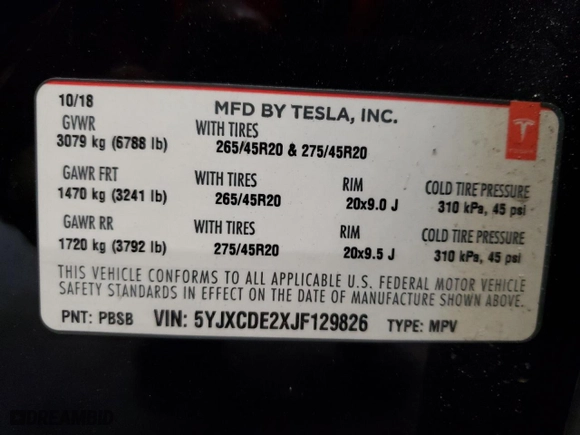 10/18
MFD BY TESLA, INC.
GVWR WITH TIRES
3079 kg (6788 lb) 265/45R20 & 275/45R20
GAWR FRT WITH TIRES RIM COLD TIRE PRESSURE
1470 kg (3241 lb) 265/45R20 20x9.0 J 310 kPa, 45 psi
GAWR RR WITH TIRES RIM COLD TIRE PRESSURE
1720 kg (3792 lb) 275/45R20 20x9.5 J 310 kPa, 45 psi
THIS VEHICLE CONFORMS TO ALL APPLICABLE U.S. FEDERAL MOTOR VEHICLE
SAFETY STANDARDS IN EFFECT ON THE DATE OF MANUFACTURE SHOWN ABOVE.
PNT: PBSB VIN: 5YJXCDE2XJF129826 TYPE: MPV
DREAMBID